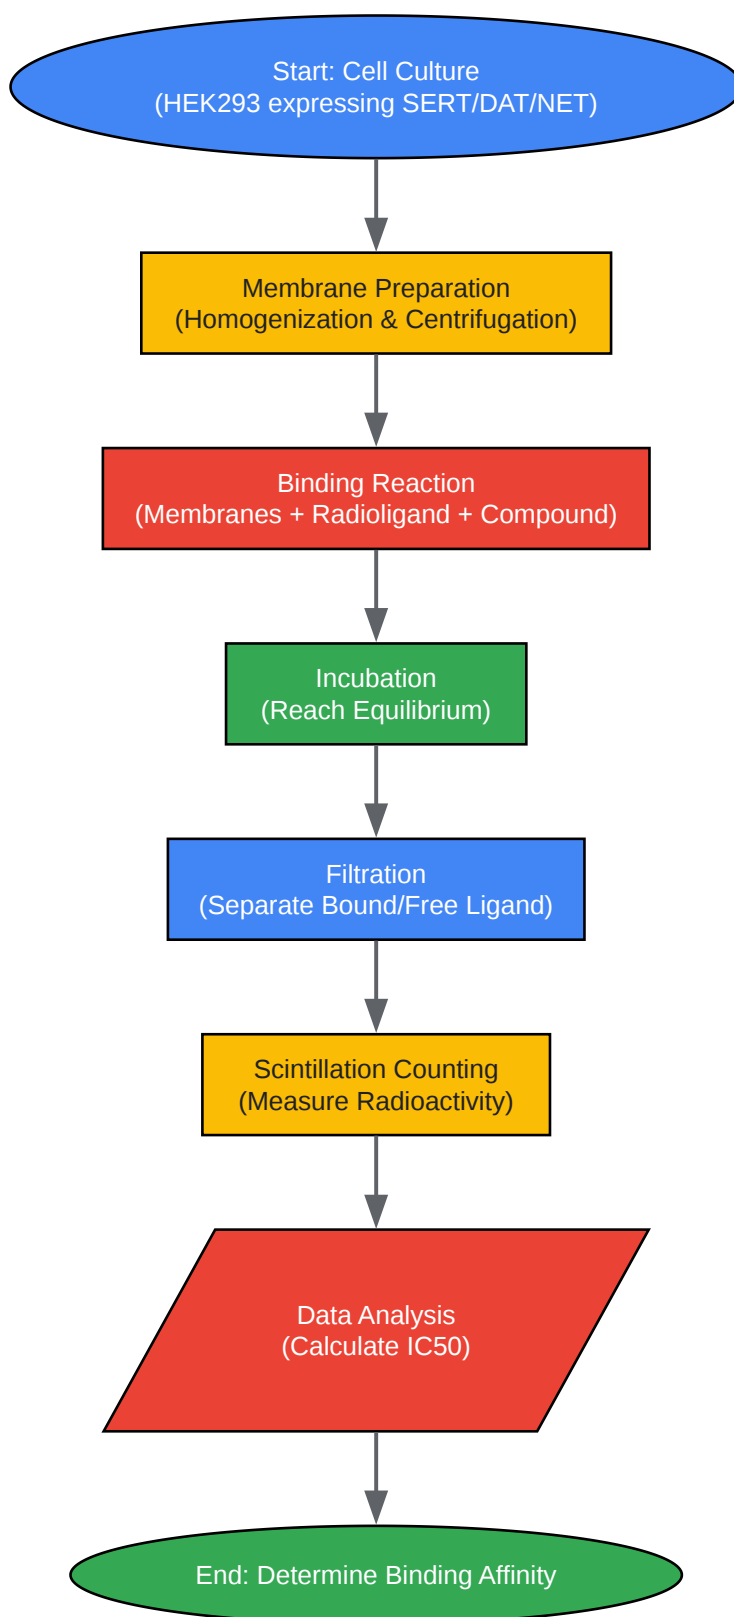 Start: Cell Culture
(HEK293 expressing SERT/DAT/NET)
Membrane Preparation
(Homogenization & Centrifugation)
Binding Reaction
(Membranes + Radioligand + Compound)
Incubation
(Reach Equilibrium)
Filtration
(Separate Bound/Free Ligand)
Scintillation Counting
(Measure Radioactivity)
Data Analysis
(Calculate IC50)
End: Determine Binding Affinity